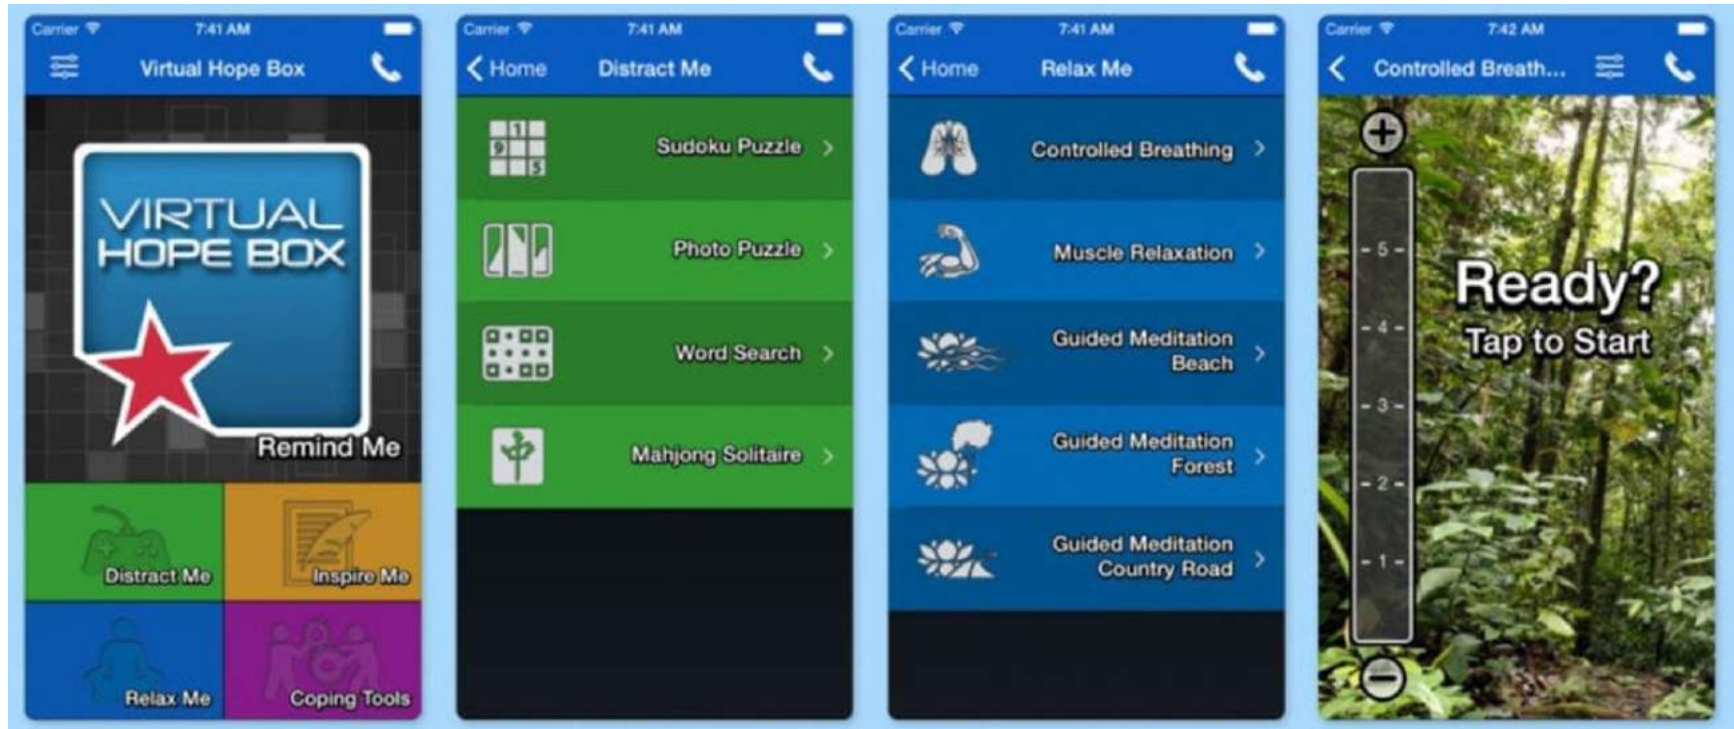 Carrier 7:41 AM
Virtual Hope Box
VIRTUAL
HOPE BOX
Remind Me
Distract Me
Inspire Me
Relax Me
Coping Tools
Carrier 7:41 AM
Home Distract Me
1
9
5
Sudoku Puzzle
Photo Puzzle
Word Search
Mahjong Solitaire
Carrier 7:41 AM
Home Relax Me
Controlled Breathing
Muscle Relaxation
Guided Meditation
Beach
Guided Meditation
Forest
Guided Meditation
Country Road
Carrier 7:42 AM
Controlled Breath...
+
- 5 -
Ready?
- 4 -
Tap to Start
- 3 -
- 2 -
- 1 -
−